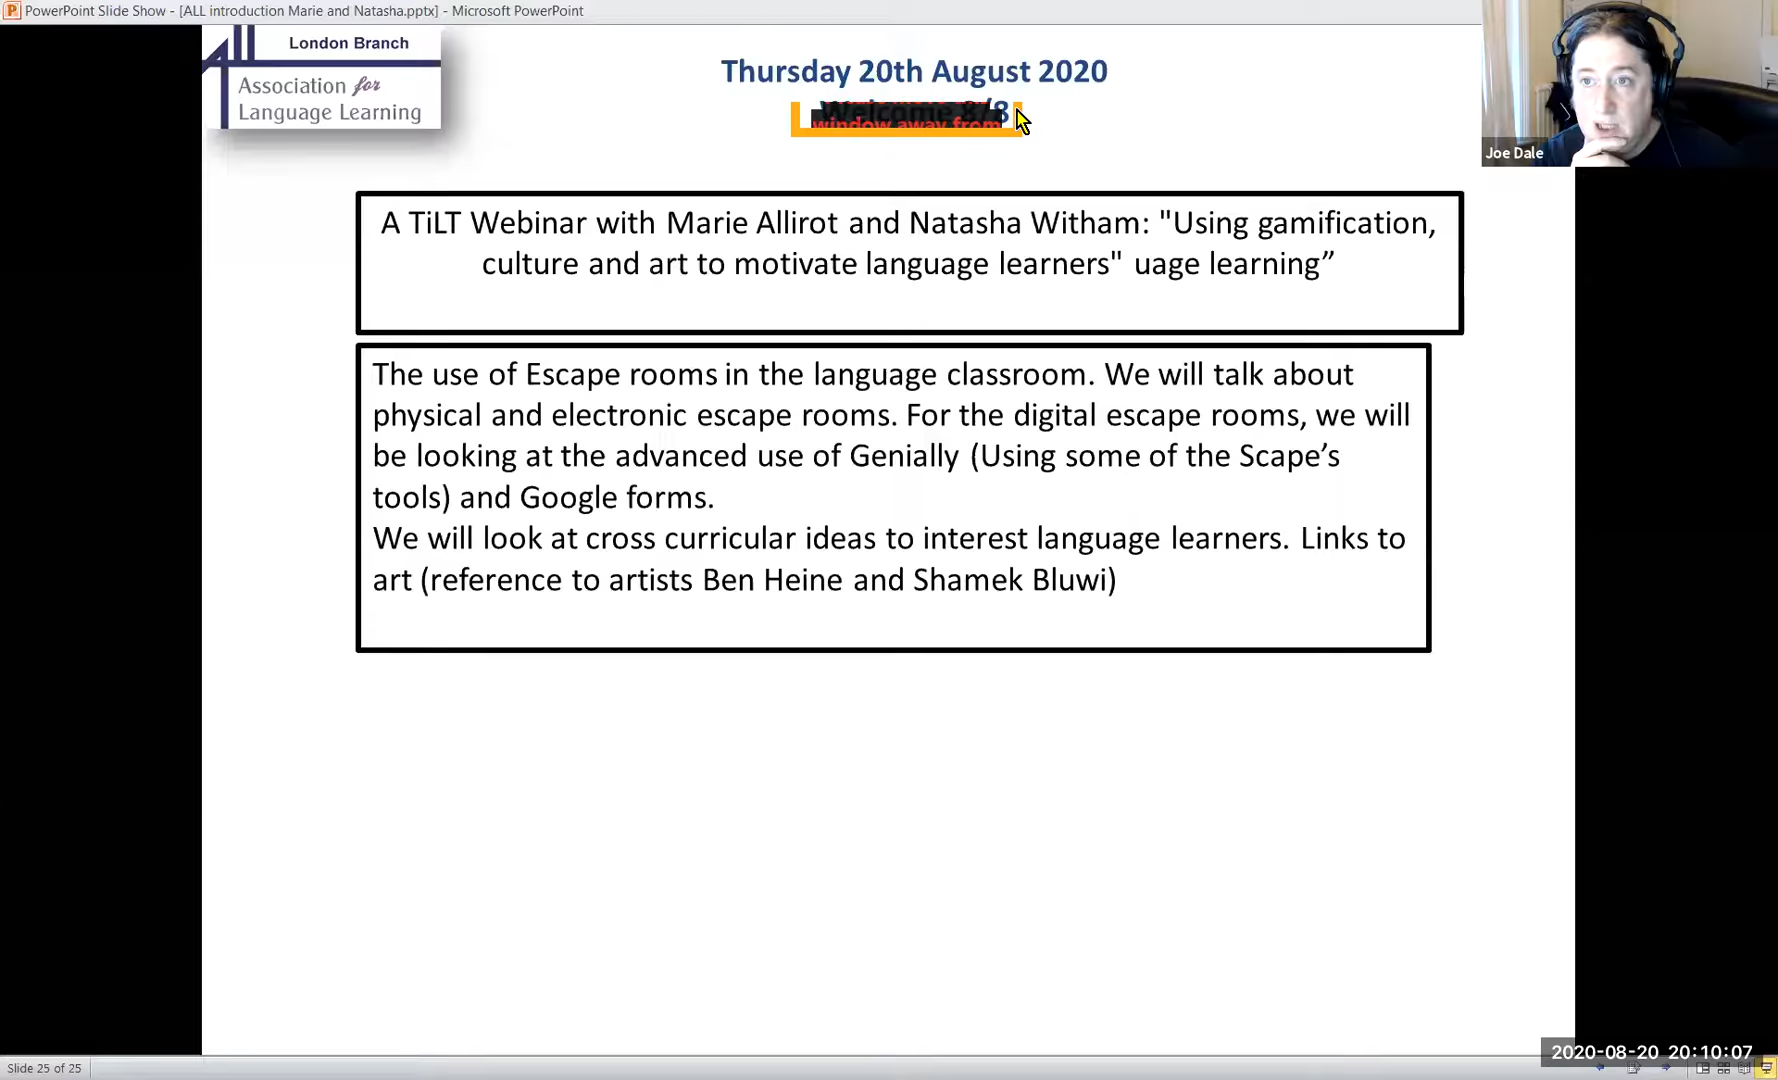 PowerPoint Slide Show - [ALL introduction Marie and Natasha.pptx] - Microsoft PowerPoint
London Branch
Association for
Language Learning
Thursday 20th August 2020
Welcome 8/8
window away from
Joe Dale
A TiLT Webinar with Marie Allirot and Natasha Witham: "Using gamification,
culture and art to motivate language learners" uage learning”
The use of Escape rooms in the language classroom. We will talk about
physical and electronic escape rooms. For the digital escape rooms, we will
be looking at the advanced use of Genially (Using some of the Scape’s
tools) and Google forms.
We will look at cross curricular ideas to interest language learners. Links to
art (reference to artists Ben Heine and Shamek Bluwi)
2020-08-20 20:10:07
Slide 25 of 25